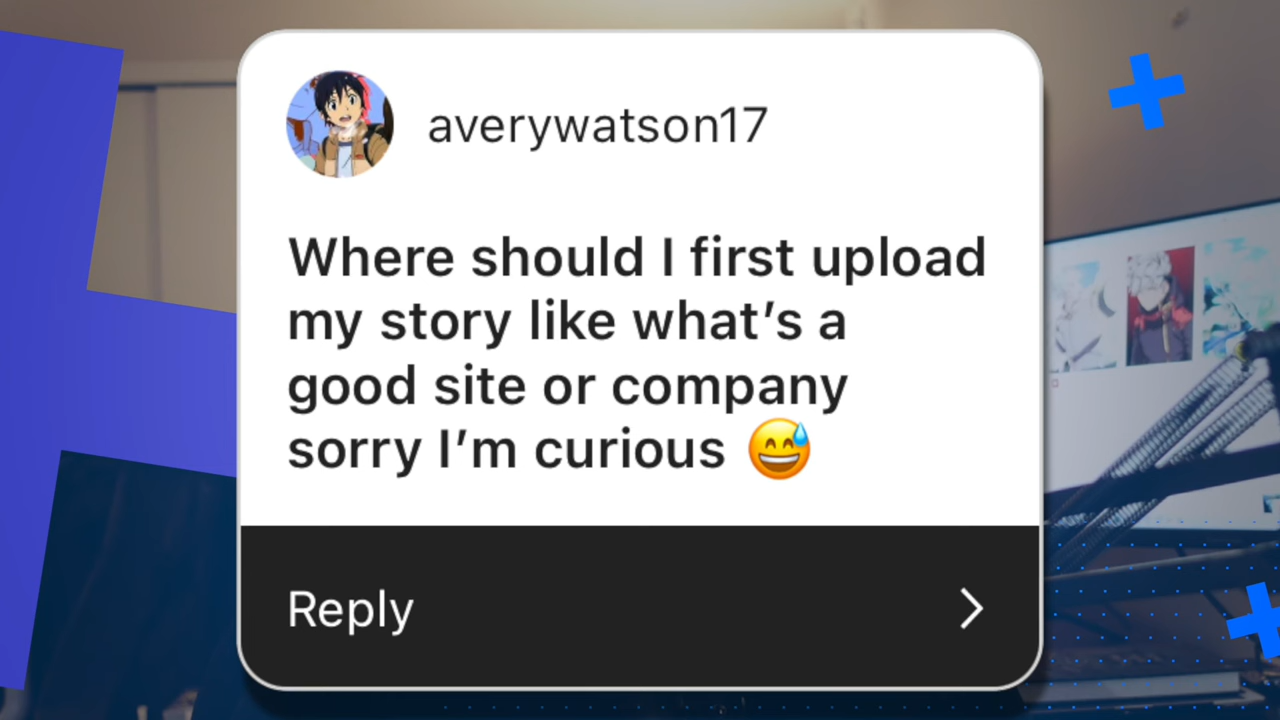 averywatson17
Where should I first upload
my story like what’s a
good site or company
sorry I’m curious 😅
Reply